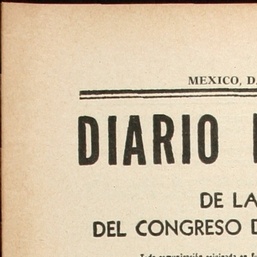 MEXICO, D.
DIARIO
DE LA
DEL CONGRESO D